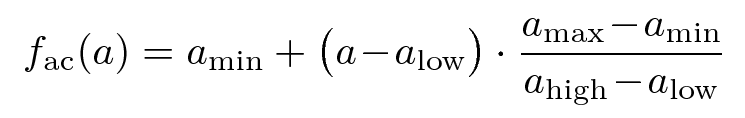 f_ac(a) = a_min + (a − a_low) · (a_max − a_min) / (a_high − a_low)